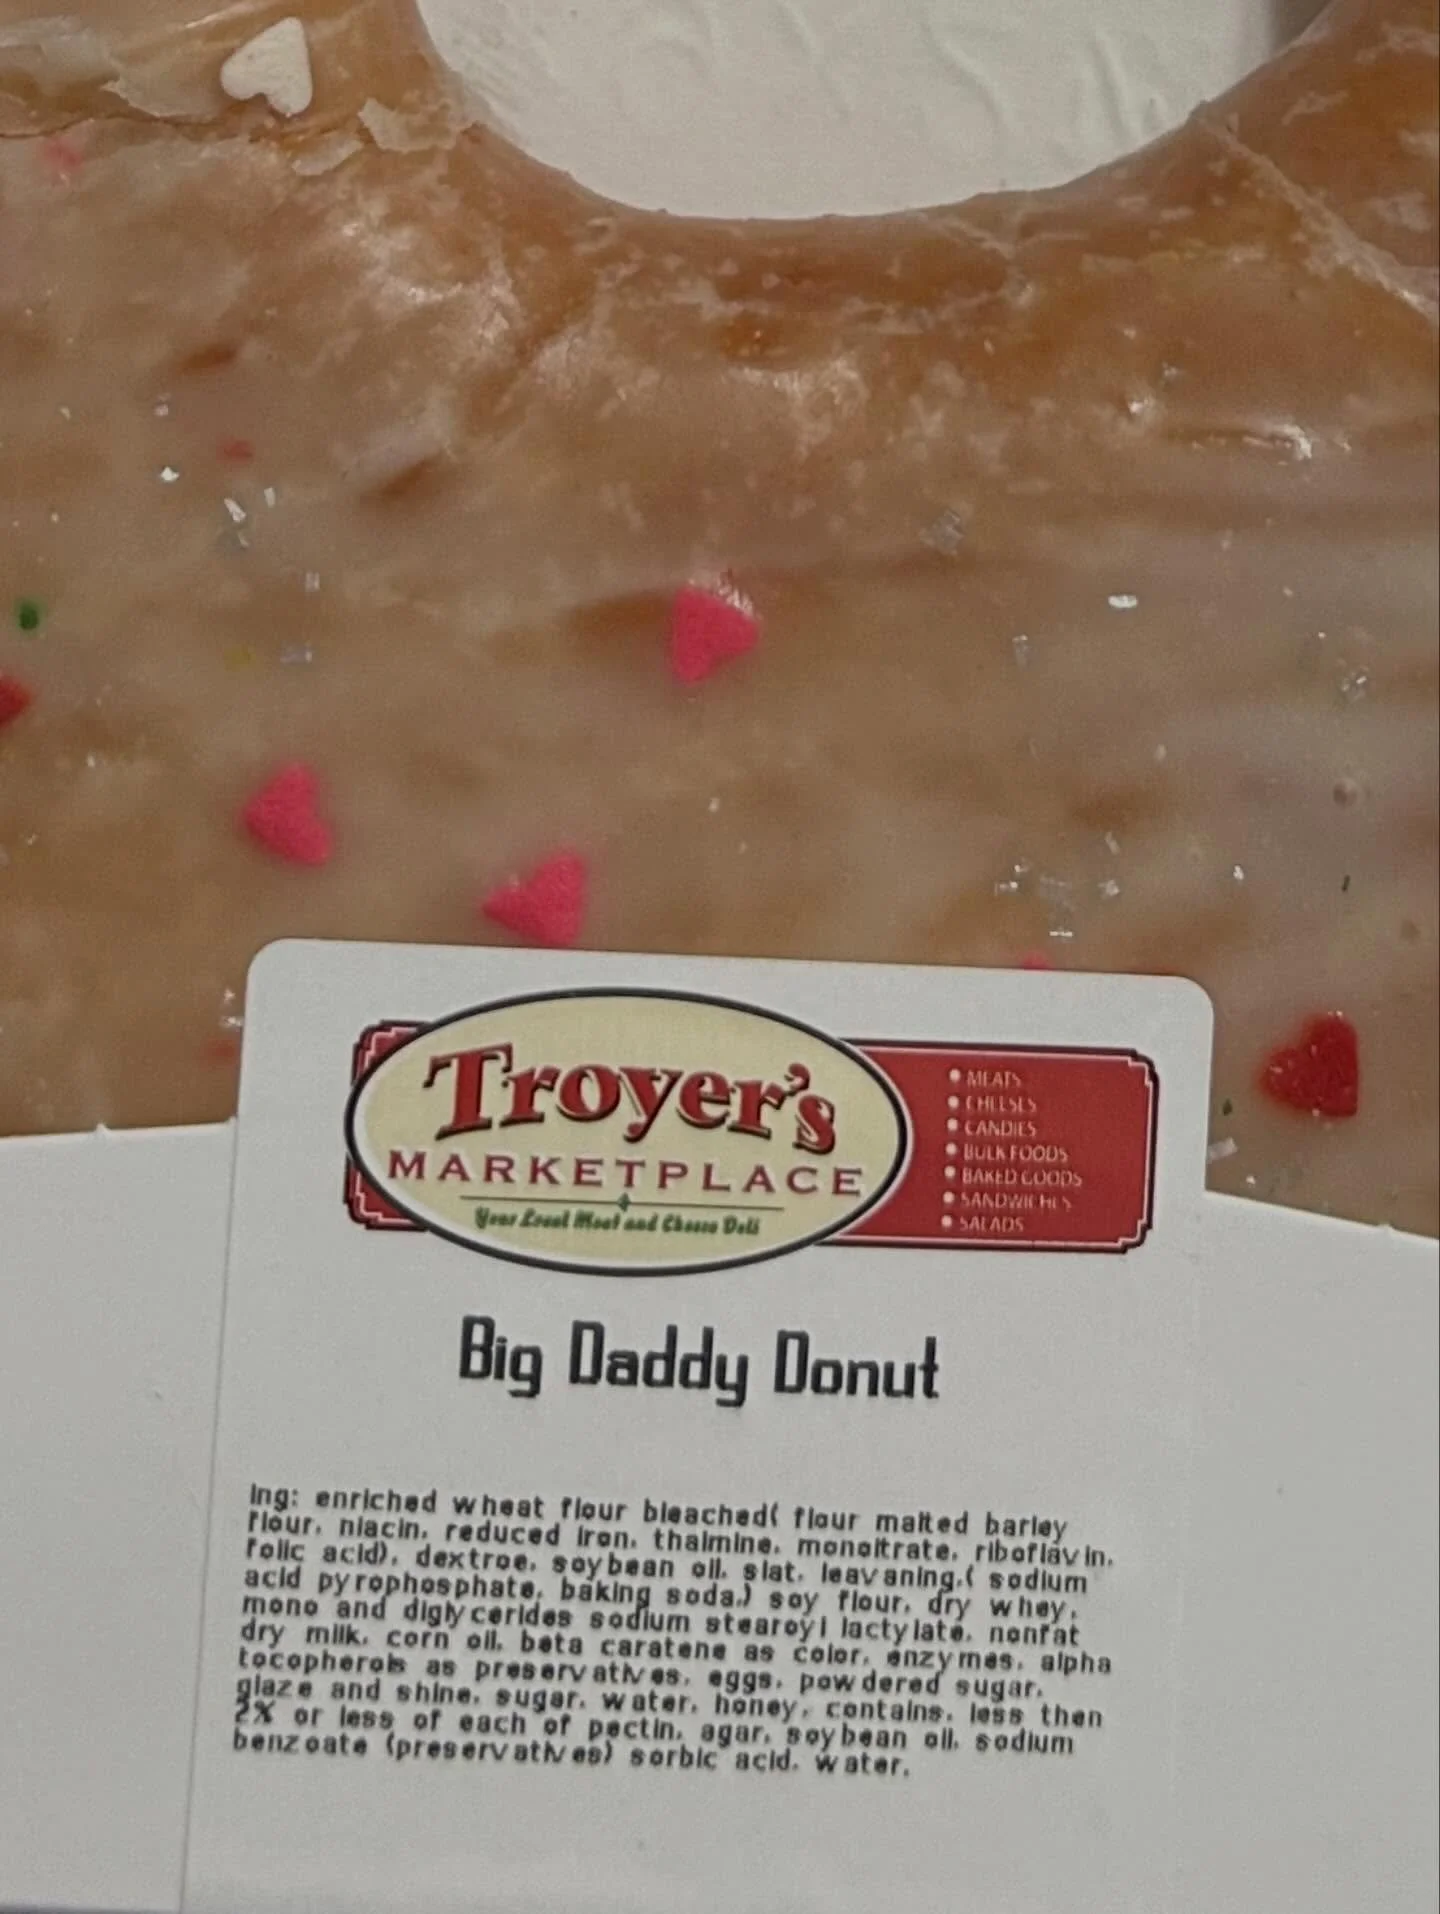 Troyer's
MARKETPLACE
Your Local Meat and Cheese Deli
MEATS
CHEESES
CANDIES
BULK FOODS
BAKED GOODS
SANDWICHES
SALADS
Big Daddy Donut
Ing: enriched wheat flour bleached( flour malted barley
flour, niacin, reduced iron, thaimine, monoitrate, riboflavin,
folic acid), dextroe, soybean oil, slat, leavaning,( sodium
acid pyrophosphate, baking soda,) soy flour, dry whey,
mono and diglycerides sodium stearoyl lactylate, nonfat
dry milk, corn oil, beta caratene as color, enzymes, alpha
tocopherols as preservatives, eggs, powdered sugar,
glaze and shine, sugar, water, honey, contains, less then
2% or less of each of pectin, agar, soybean oil, sodium
benzoate (preservatives) sorbic acid, water,